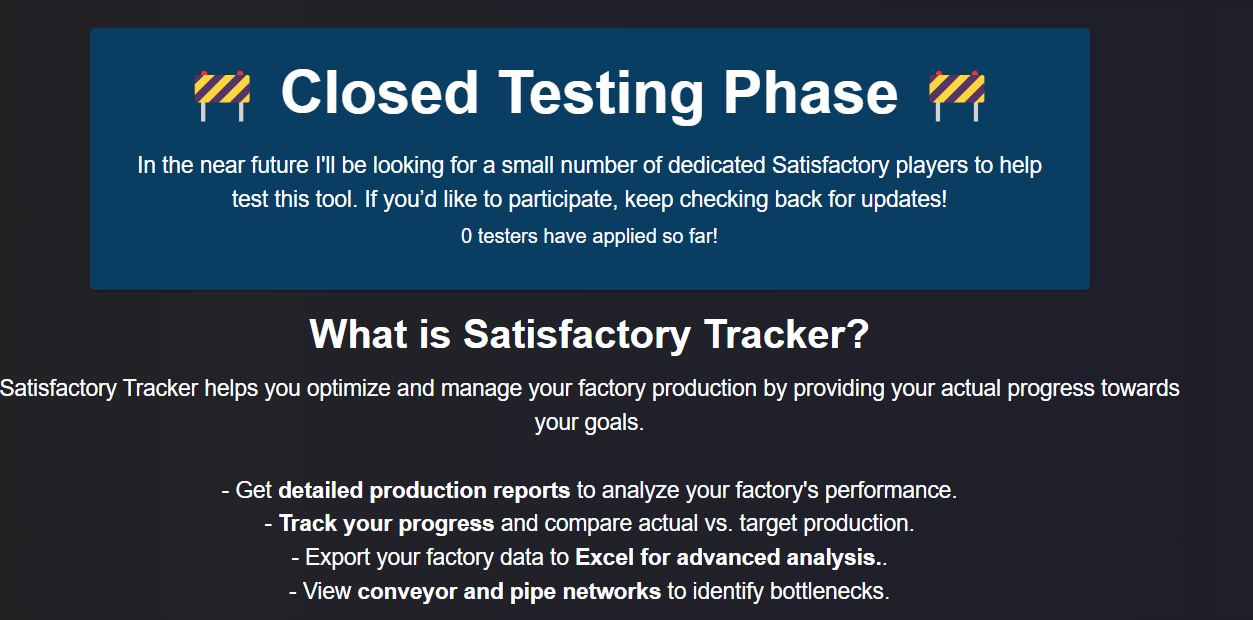 Closed Testing Phase
In the near future I'll be looking for a small number of dedicated Satisfactory players to help
test this tool. If you’d like to participate, keep checking back for updates!
0 testers have applied so far!
What is Satisfactory Tracker?
Satisfactory Tracker helps you optimize and manage your factory production by providing your actual progress towards
your goals.
- Get detailed production reports to analyze your factory's performance.
- Track your progress and compare actual vs. target production.
- Export your factory data to Excel for advanced analysis..
- View conveyor and pipe networks to identify bottlenecks.